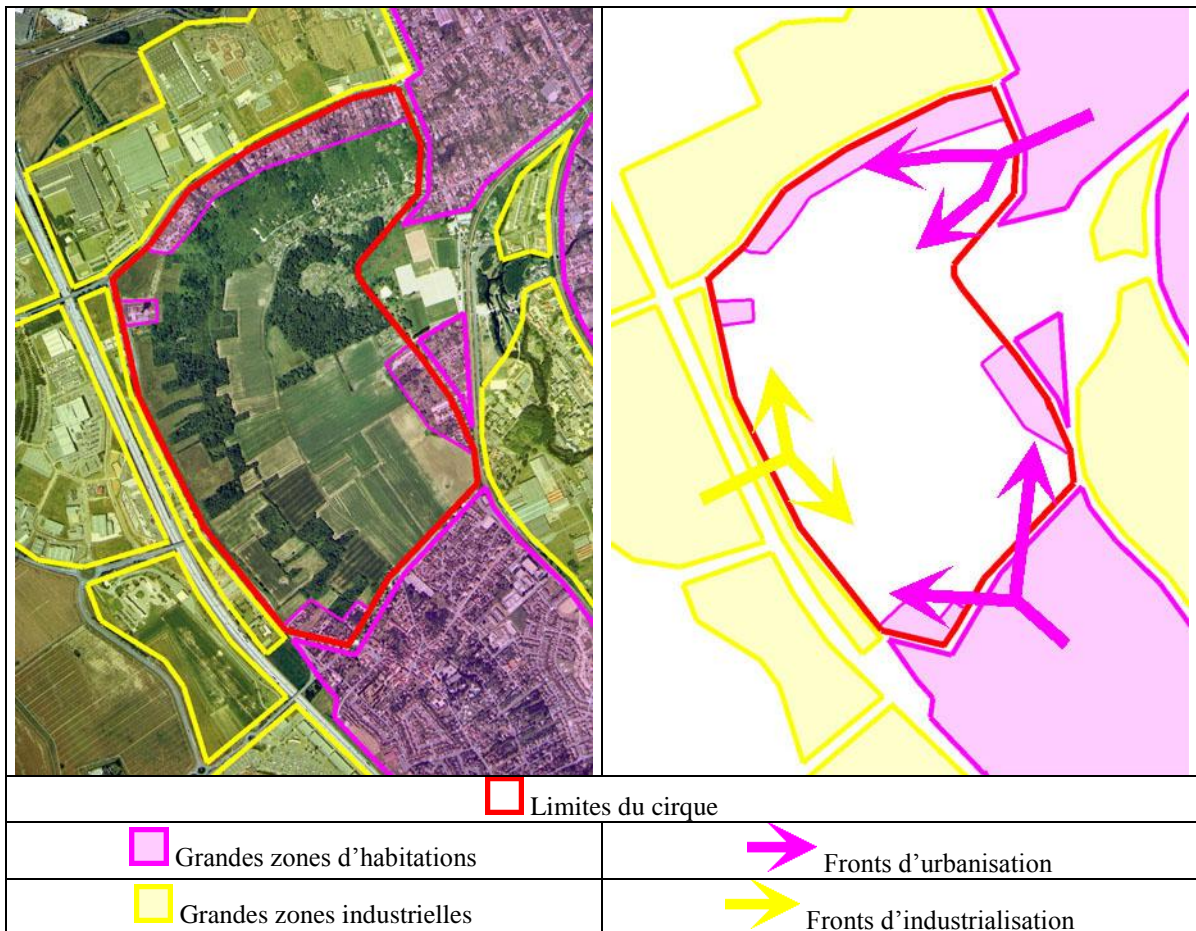 Limites du cirque
Grandes zones d'habitations
Fronts d'urbanisation
Grandes zones industrielles
Fronts d'industrialisation